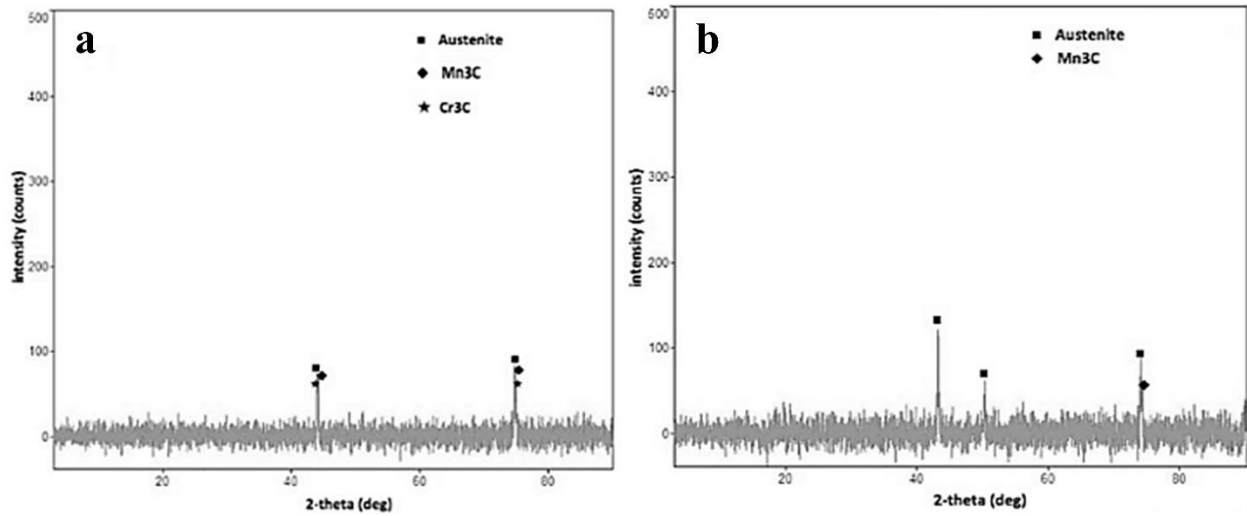 a
500
400
300
200
100
0
Austenite
Mn3C
Cr3C
intensity (counts)
20
40
60
80
2-theta (deg)
b
500
400
300
200
100
0
Austenite
Mn3C
intensity (counts)
20
40
60
80
2-theta (deg)